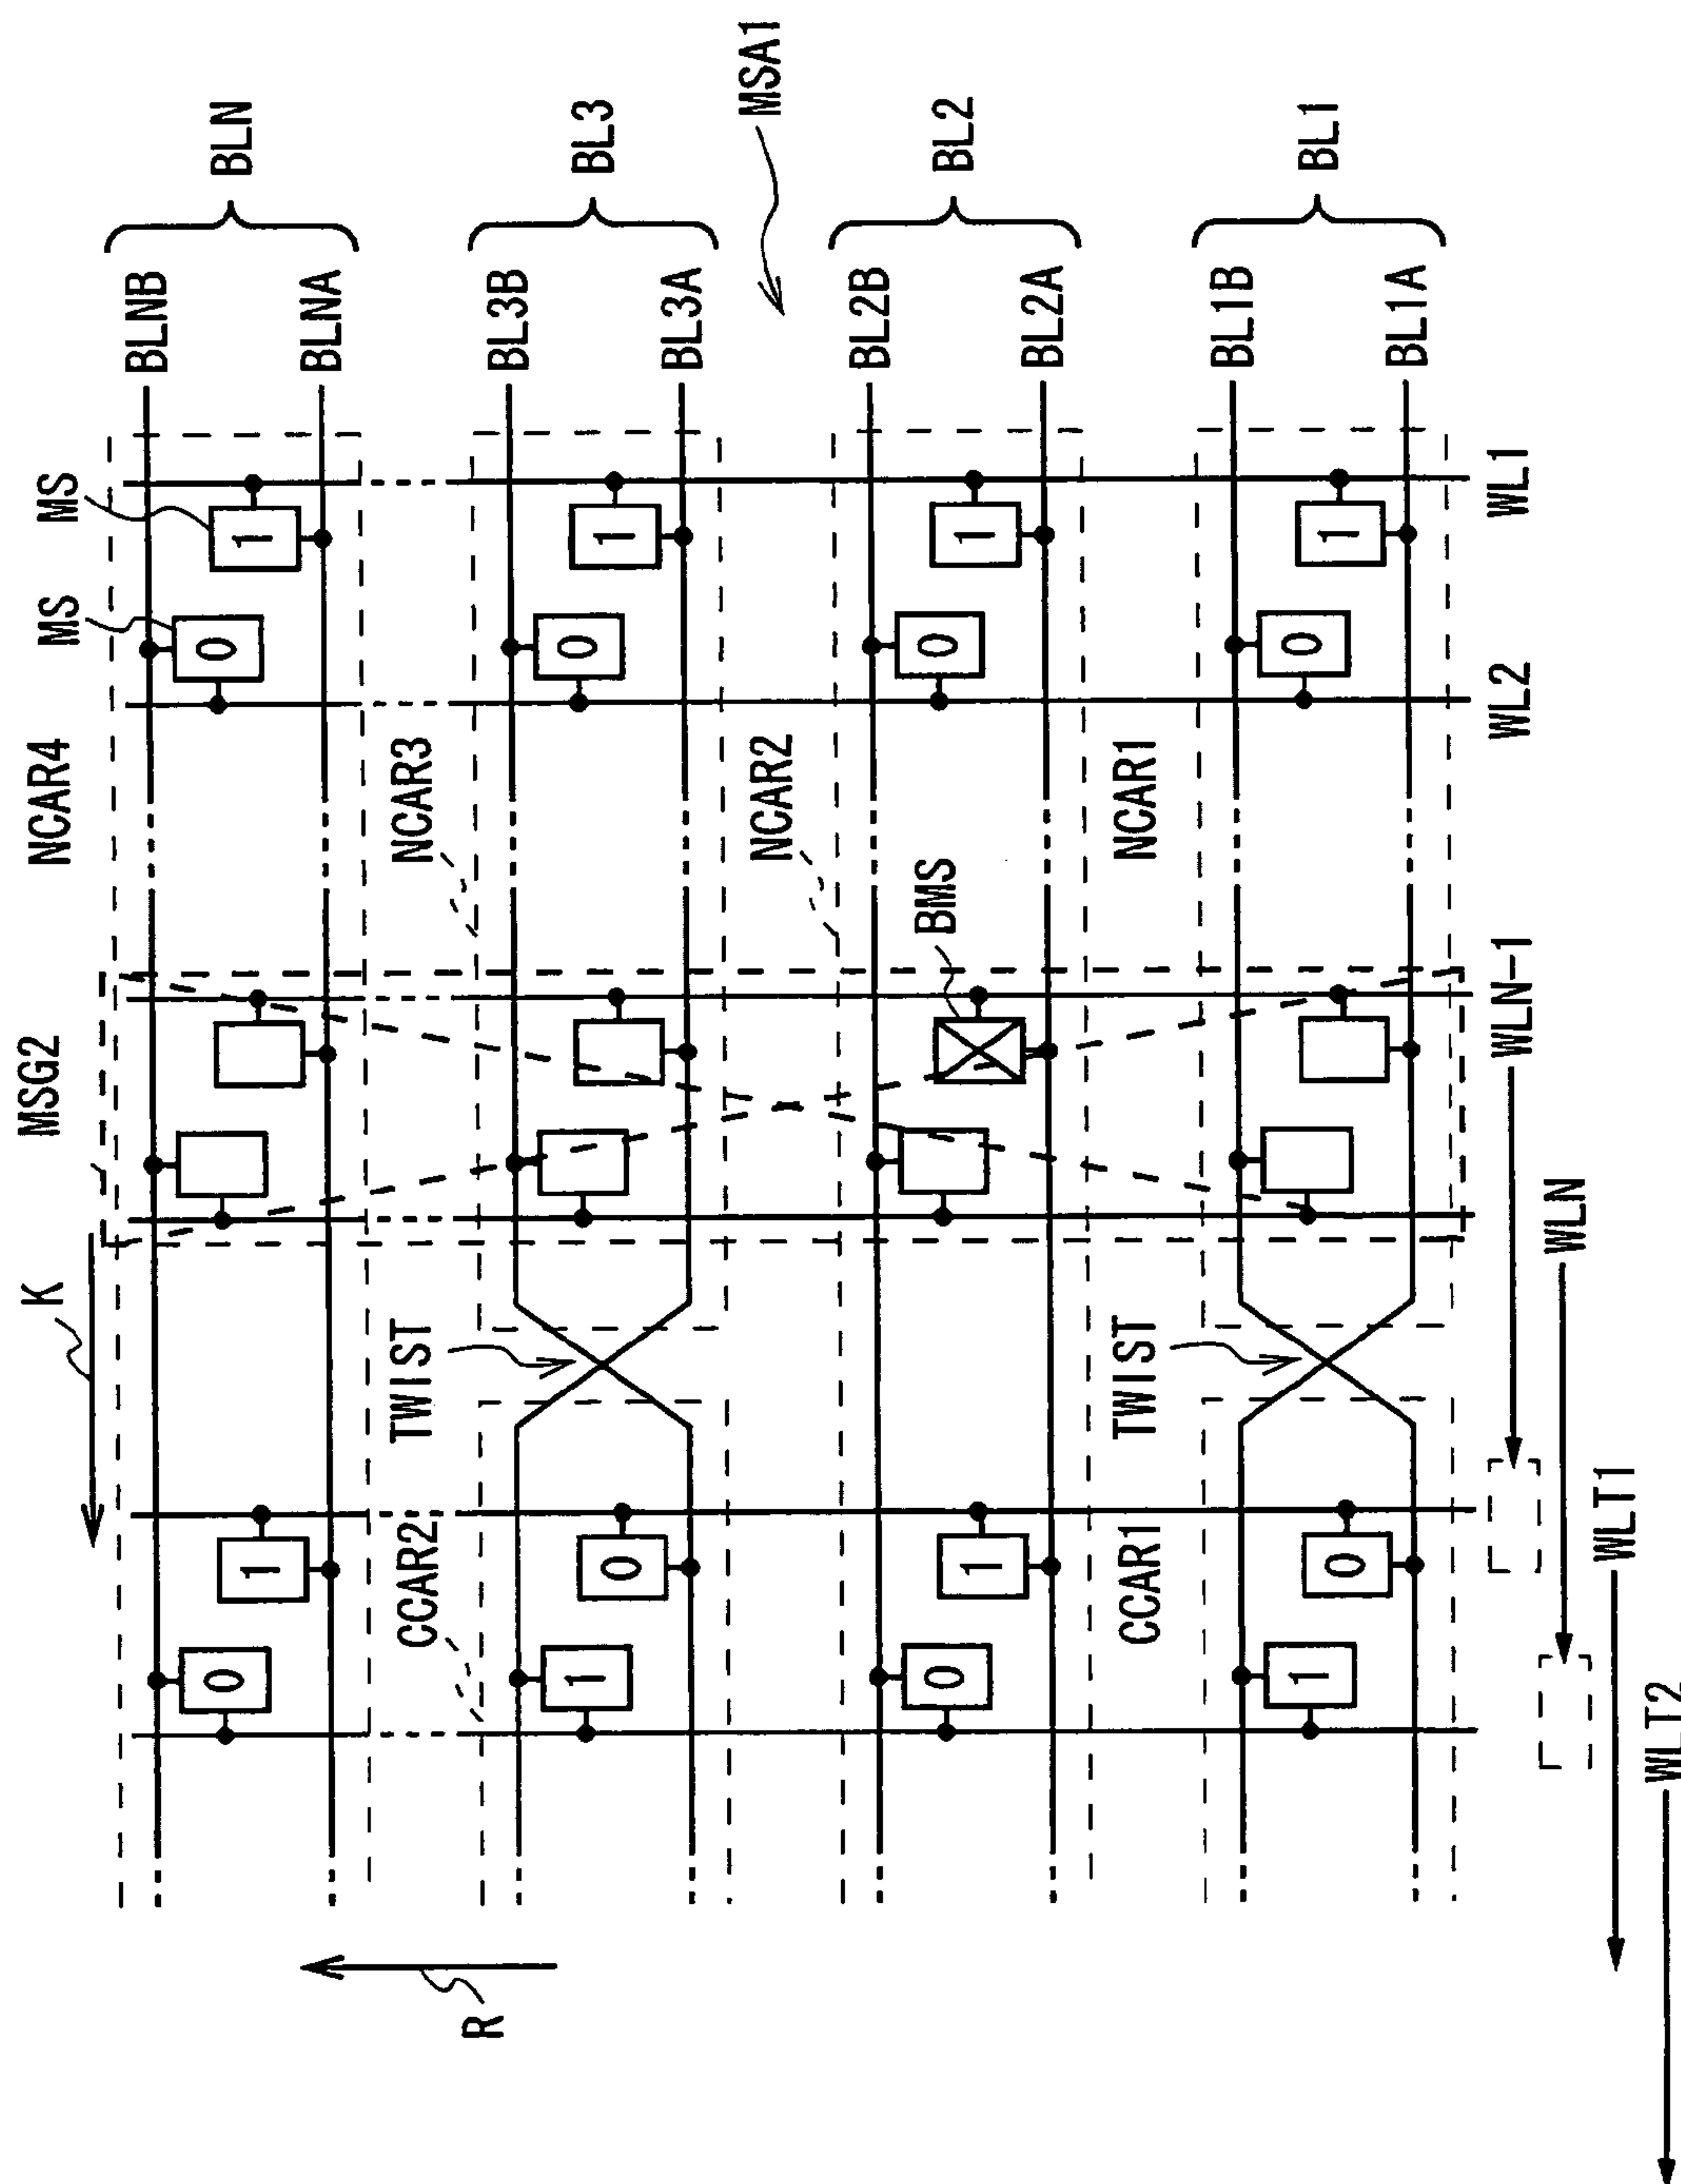 K
MSG2
NCAR4
MS
MS
BLNB
0
1
0
1
BLN
BLNA
CCAR2
TWIST
NCAR3
R
BL3B
1
0
0
1
BL3
BL3A
NCAR2
MSA1
BL2B
BMS
0
1
0
1
BL2
BL2A
CCAR1
TWIST
NCAR1
BL1B
1
0
0
1
BL1
BL1A
WLN-1
WL2
WL1
WLN
WLT1
WLT2